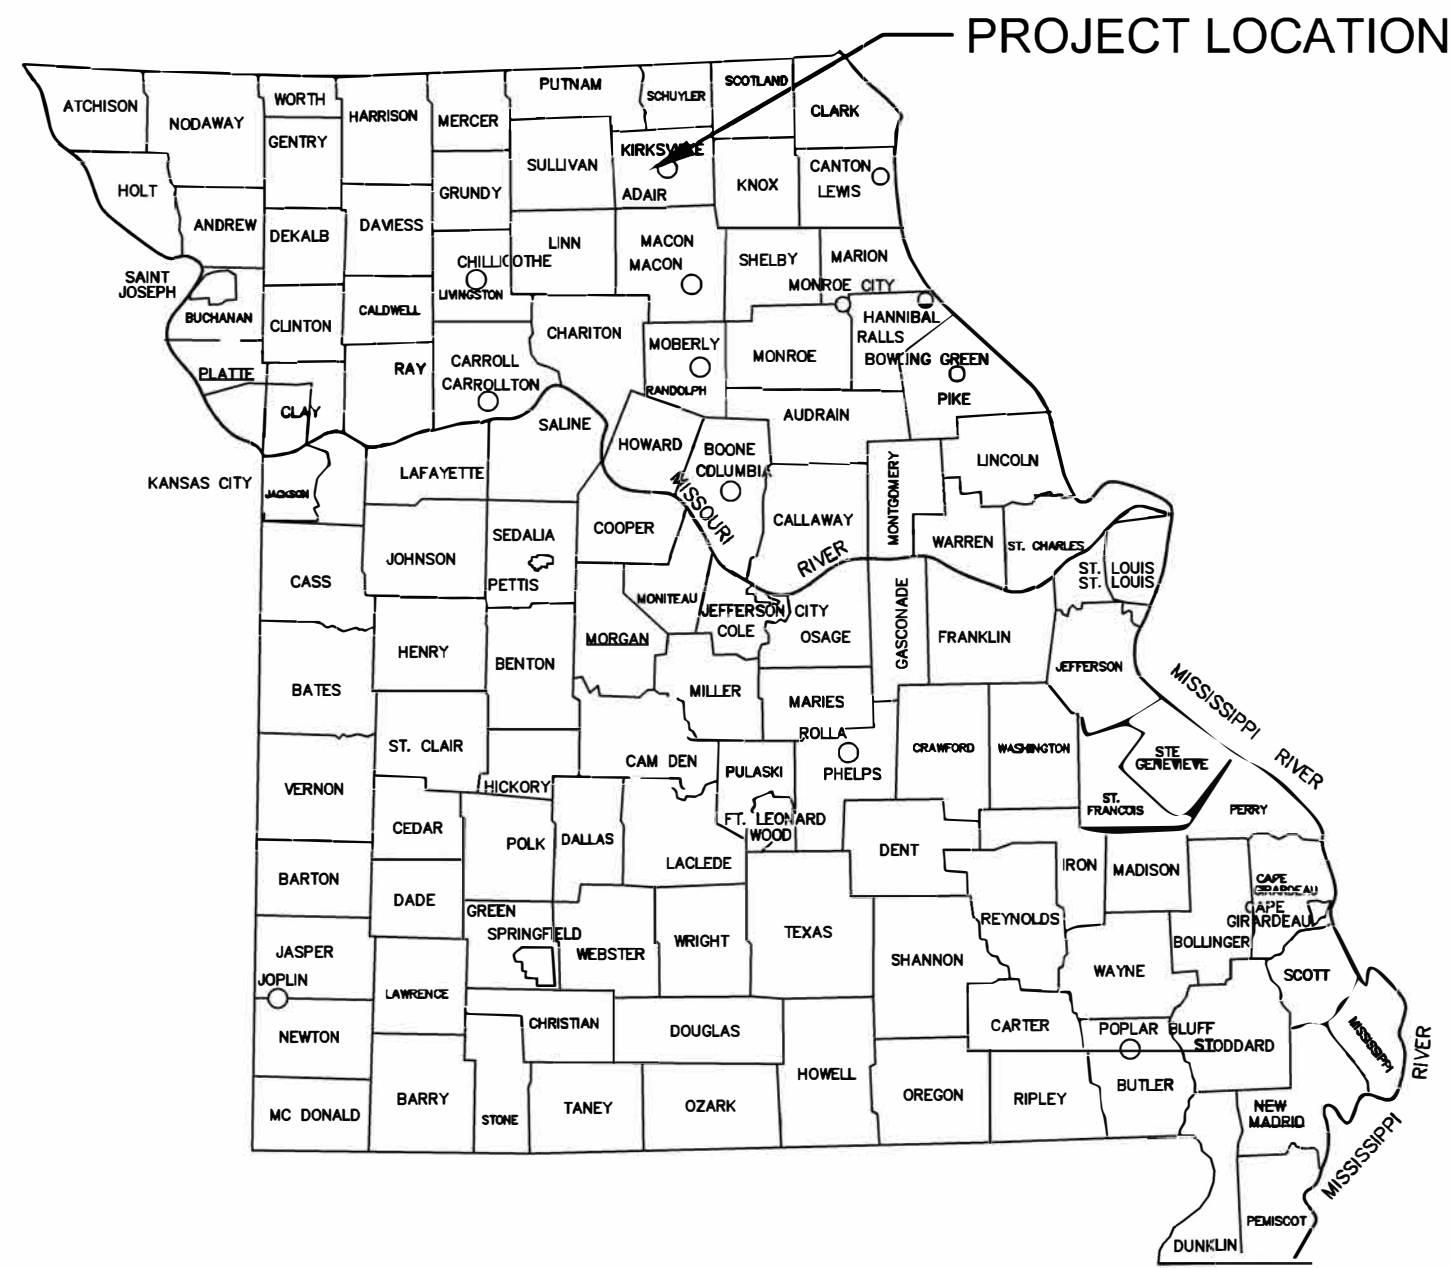 PROJECT LOCATION
ATCHISON
NODAWAY
WORTH
GENTRY
HARRISON
MERCER
PUTNAM
SCHUYLER
SCOTLAND
CLARK
HOLT
ANDREW
DEKALB
DAVIESS
GRUNDY
SULLIVAN
KIRKSVILLE
ADAIR
KNOX
CANTON
LEWIS
SAINT
JOSEPH
BUCHANAN
CLINTON
CALDWELL
CHILLICOTHE
LIVINGSTON
LINN
MACON
MACON
SHELBY
MARION
MONROE CITY
HANNIBAL
RALLS
PLATTE
CLAY
RAY
CARROLL
CARROLLTON
CHARITON
MOBERLY
RANDOLPH
MONROE
BOWLING GREEN
PIKE
KANSAS CITY
JACKSON
LAFAYETTE
SALINE
HOWARD
BOONE
COLUMBIA
AUDRAIN
MONTGOMERY
LINCOLN
MISSOURI
RIVER
CASS
JOHNSON
SEDALIA
PETTIS
COOPER
CALLAWAY
WARREN
ST. CHARLES
ST. LOUIS
ST. LOUIS
MONITEAU
JEFFERSON CITY
COLE
OSAGE
GASCONADE
FRANKLIN
JEFFERSON
BATES
HENRY
BENTON
MORGAN
MILLER
MARIES
ROLLA
PHELPS
CRAWFORD
WASHINGTON
MISSISSIPPI RIVER
STE
GENEVIEVE
ST.
FRANCOIS
PERRY
VERNON
ST. CLAIR
HICKORY
CAM DEN
PULASKI
FT. LEONARD
WOOD
CEDAR
POLK
DALLAS
LACLEDE
DENT
IRON
MADISON
CAPE
GIRARDEAU
CAPE
GIRARDEAU
BARTON
DADE
GREEN
SPRINGFIELD
WEBSTER
WRIGHT
TEXAS
SHANNON
REYNOLDS
WAYNE
BOLLINGER
SCOTT
JASPER
JOPLIN
NEWTON
LAWRENCE
CHRISTIAN
DOUGLAS
HOWELL
CARTER
POPLAR BLUFF
STODDARD
MISSISSIPPI
MC DONALD
BARRY
STONE
TANEY
OZARK
OREGON
RIPLEY
BUTLER
NEW
MADRID
MISSISSIPPI
RIVER
PEMISCOT
DUNKLIN